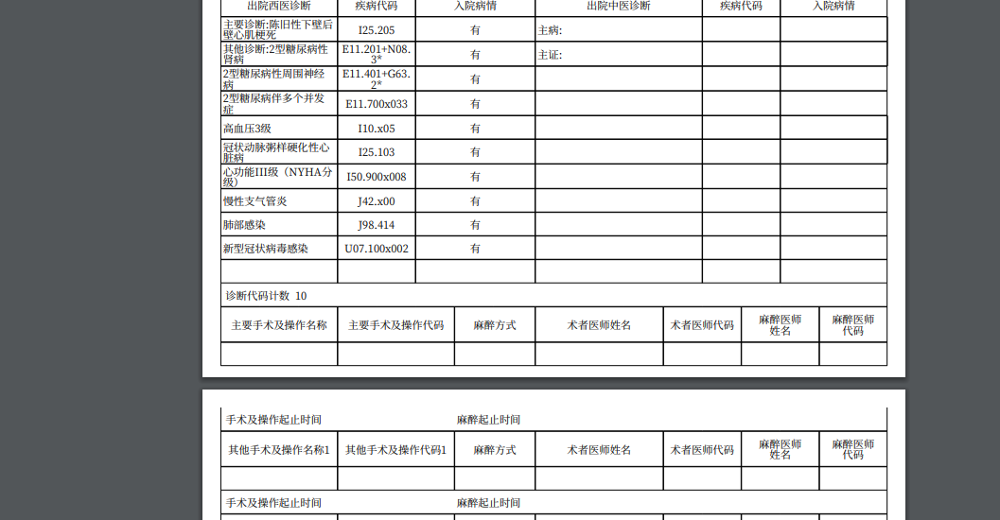 出院西医诊断 疾病代码 入院病情 出院中医诊断 疾病代码 入院病情
主要诊断:陈旧性下壁后
壁心肌梗死 I25.205 有 主病:
其他诊断:2型糖尿病性
肾病 E11.201+N08.
3* 有 主证:
2型糖尿病性周围神经
病 E11.401+G63.
2* 有
2型糖尿病伴多个并发
症 E11.700x033 有
高血压3级 I10.x05 有
冠状动脉粥样硬化性心
脏病 I25.103 有
心功能III级（NYHA分
级） I50.900x008 有
慢性支气管炎 J42.x00 有
肺部感染 J98.414 有
新型冠状病毒感染 U07.100x002 有
诊断代码计数 10
主要手术及操作名称 主要手术及操作代码 麻醉方式 术者医师姓名 术者医师代码 麻醉医师
姓名 麻醉医师
代码
手术及操作起止时间 麻醉起止时间
其他手术及操作名称1 其他手术及操作代码1 麻醉方式 术者医师姓名 术者医师代码 麻醉医师
姓名 麻醉医师
代码
手术及操作起止时间 麻醉起止时间